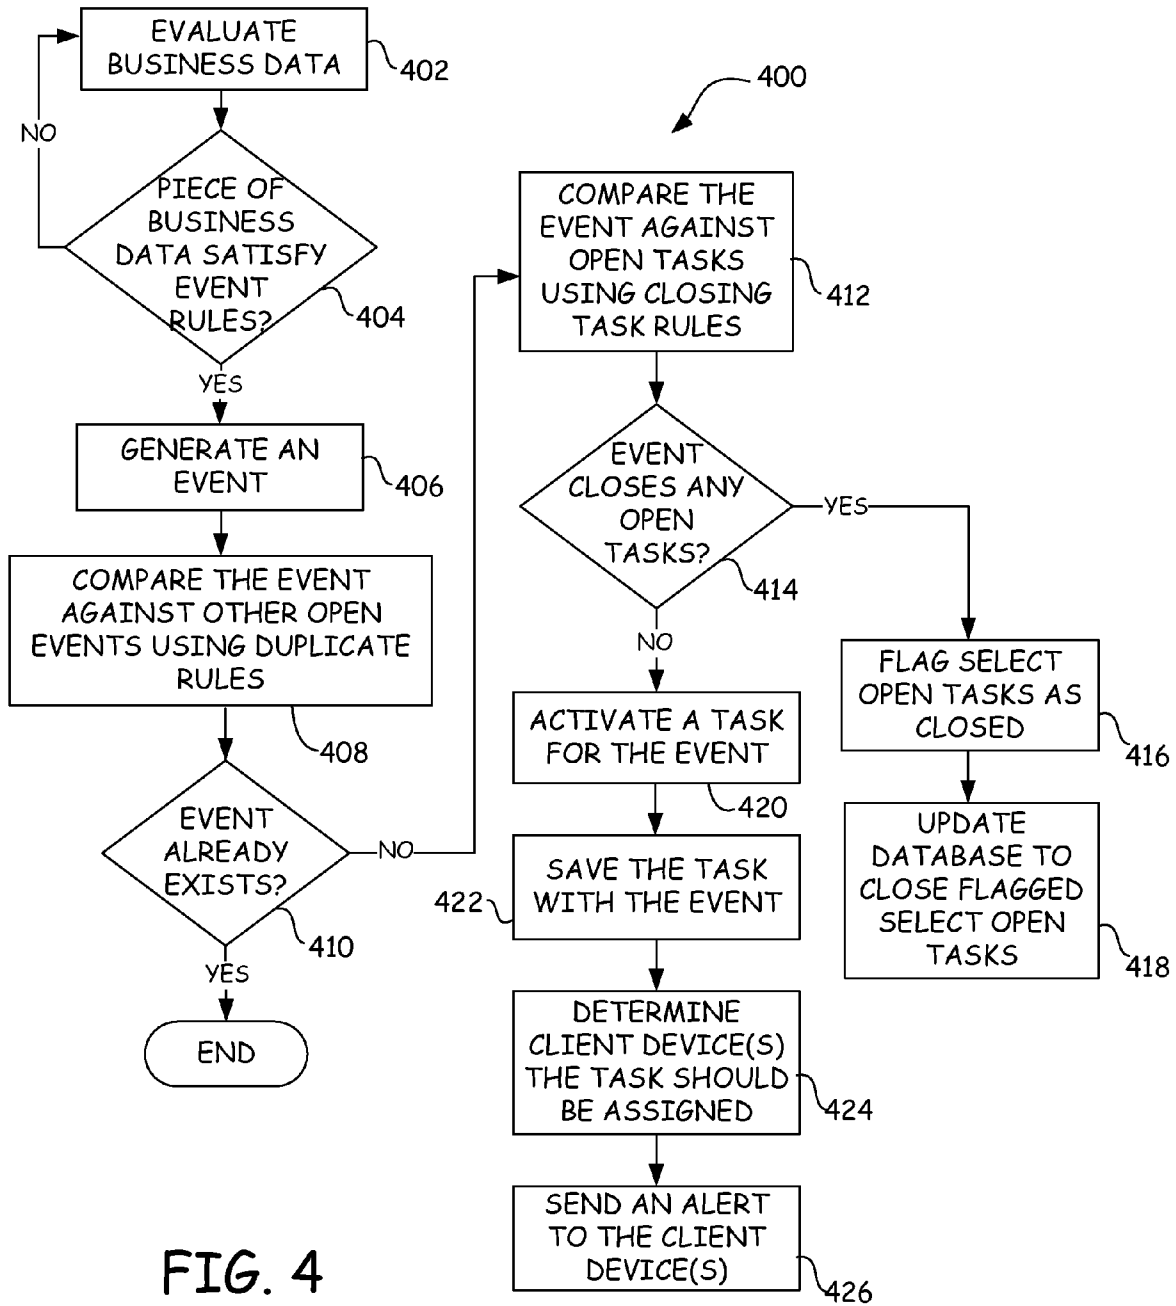 EVALUATE
BUSINESS DATA
402
NO
PIECE OF
BUSINESS
DATA SATISFY
EVENT
RULES?
404
YES
GENERATE AN
EVENT
406
COMPARE THE EVENT
AGAINST OTHER OPEN
EVENTS USING DUPLICATE
RULES
408
EVENT
ALREADY
EXISTS?
410
NO
YES
END
400
COMPARE THE
EVENT AGAINST
OPEN TASKS
USING CLOSING
TASK RULES
412
EVENT
CLOSES ANY
OPEN
TASKS?
414
YES
NO
FLAG SELECT
OPEN TASKS AS
CLOSED
416
UPDATE
DATABASE TO
CLOSE FLAGGED
SELECT OPEN
TASKS
418
ACTIVATE A TASK
FOR THE EVENT
420
SAVE THE TASK
WITH THE EVENT
422
DETERMINE
CLIENT DEVICE(S)
THE TASK SHOULD
BE ASSIGNED
424
SEND AN ALERT
TO THE CLIENT
DEVICE(S)
426
FIG. 4